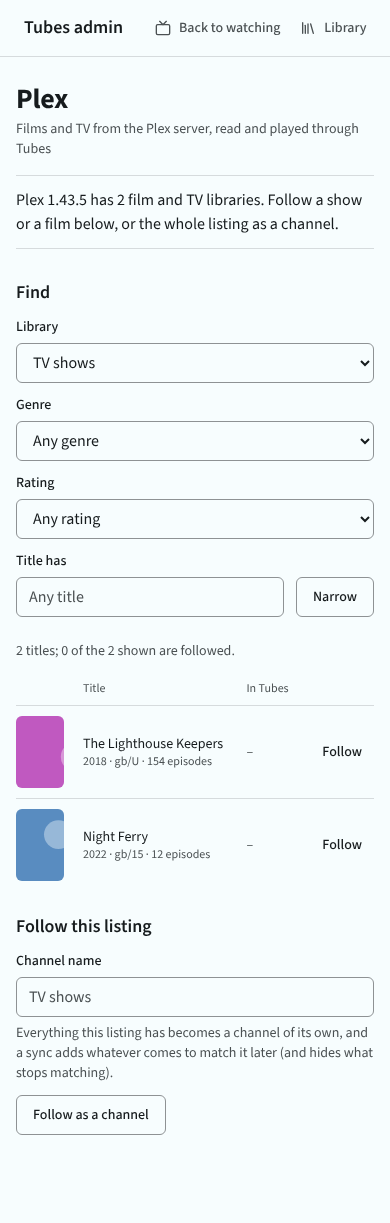 Tubes admin Back to watching Library
Plex
Films and TV from the Plex server, read and played through
Tubes
Plex 1.43.5 has 2 film and TV libraries. Follow a show
or a film below, or the whole listing as a channel.
Find
Library
TV shows
Genre
Any genre
Rating
Any rating
Title has
Any title Narrow
2 titles; 0 of the 2 shown are followed.
Title In Tubes
The Lighthouse Keepers – Follow
2018 · gb/U · 154 episodes
Night Ferry – Follow
2022 · gb/15 · 12 episodes
Follow this listing
Channel name
TV shows
Everything this listing has becomes a channel of its own, and
a sync adds whatever comes to match it later (and hides what
stops matching).
Follow as a channel